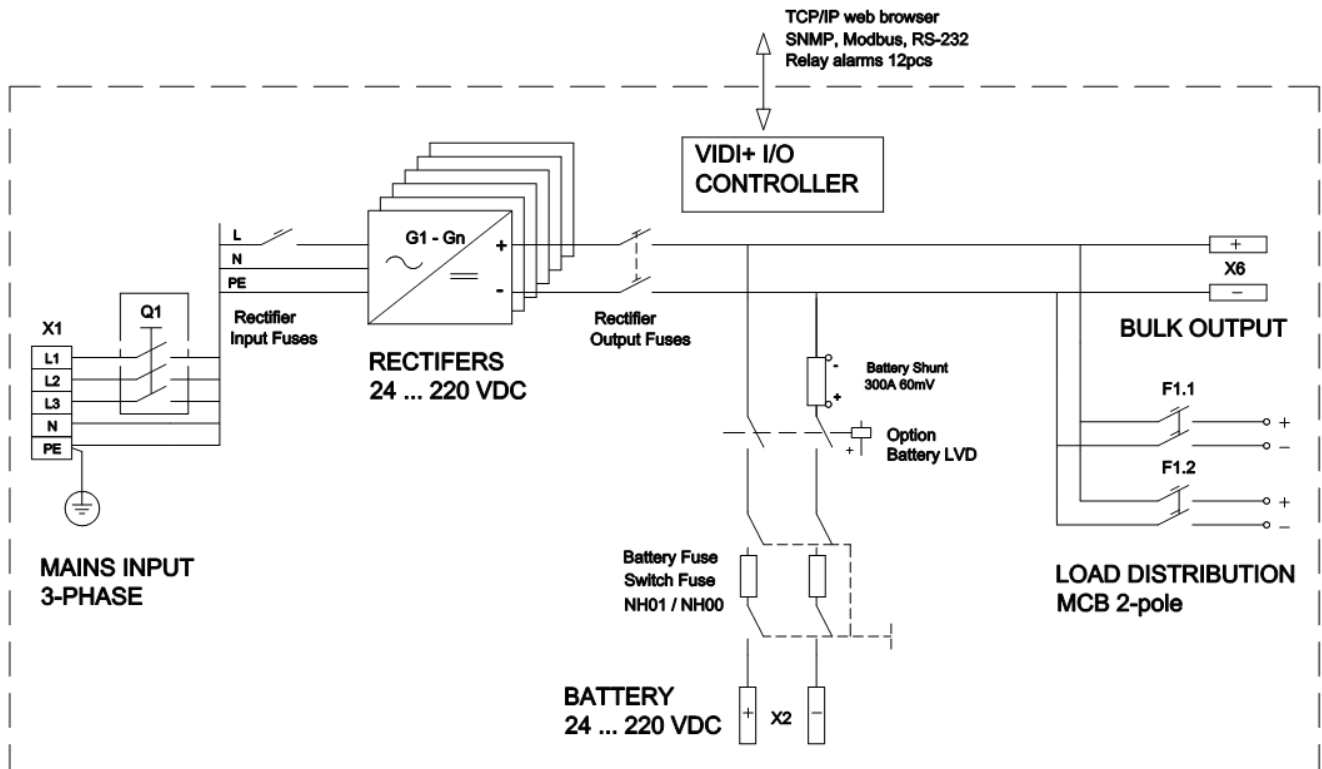 TCP/IP web browser
SNMP, Modbus, RS-232
Relay alarms 12pcs
VIDI+ I/O
CONTROLLER
L
N
PE
G1 - Gn
+
-
Rectifier
Input Fuses
Rectifier
Output Fuses
RECTIFERS
24 ... 220 VDC
X1
Q1
L1
L2
L3
N
PE
MAINS INPUT
3-PHASE
+
X6
-
BULK OUTPUT
-
Battery Shunt
300A 60mV
+
Option
Battery LVD
+
F1.1
+
-
F1.2
+
-
LOAD DISTRIBUTION
MCB 2-pole
Battery Fuse
Switch Fuse
NH01 / NH00
BATTERY
24 ... 220 VDC
+
X2
-